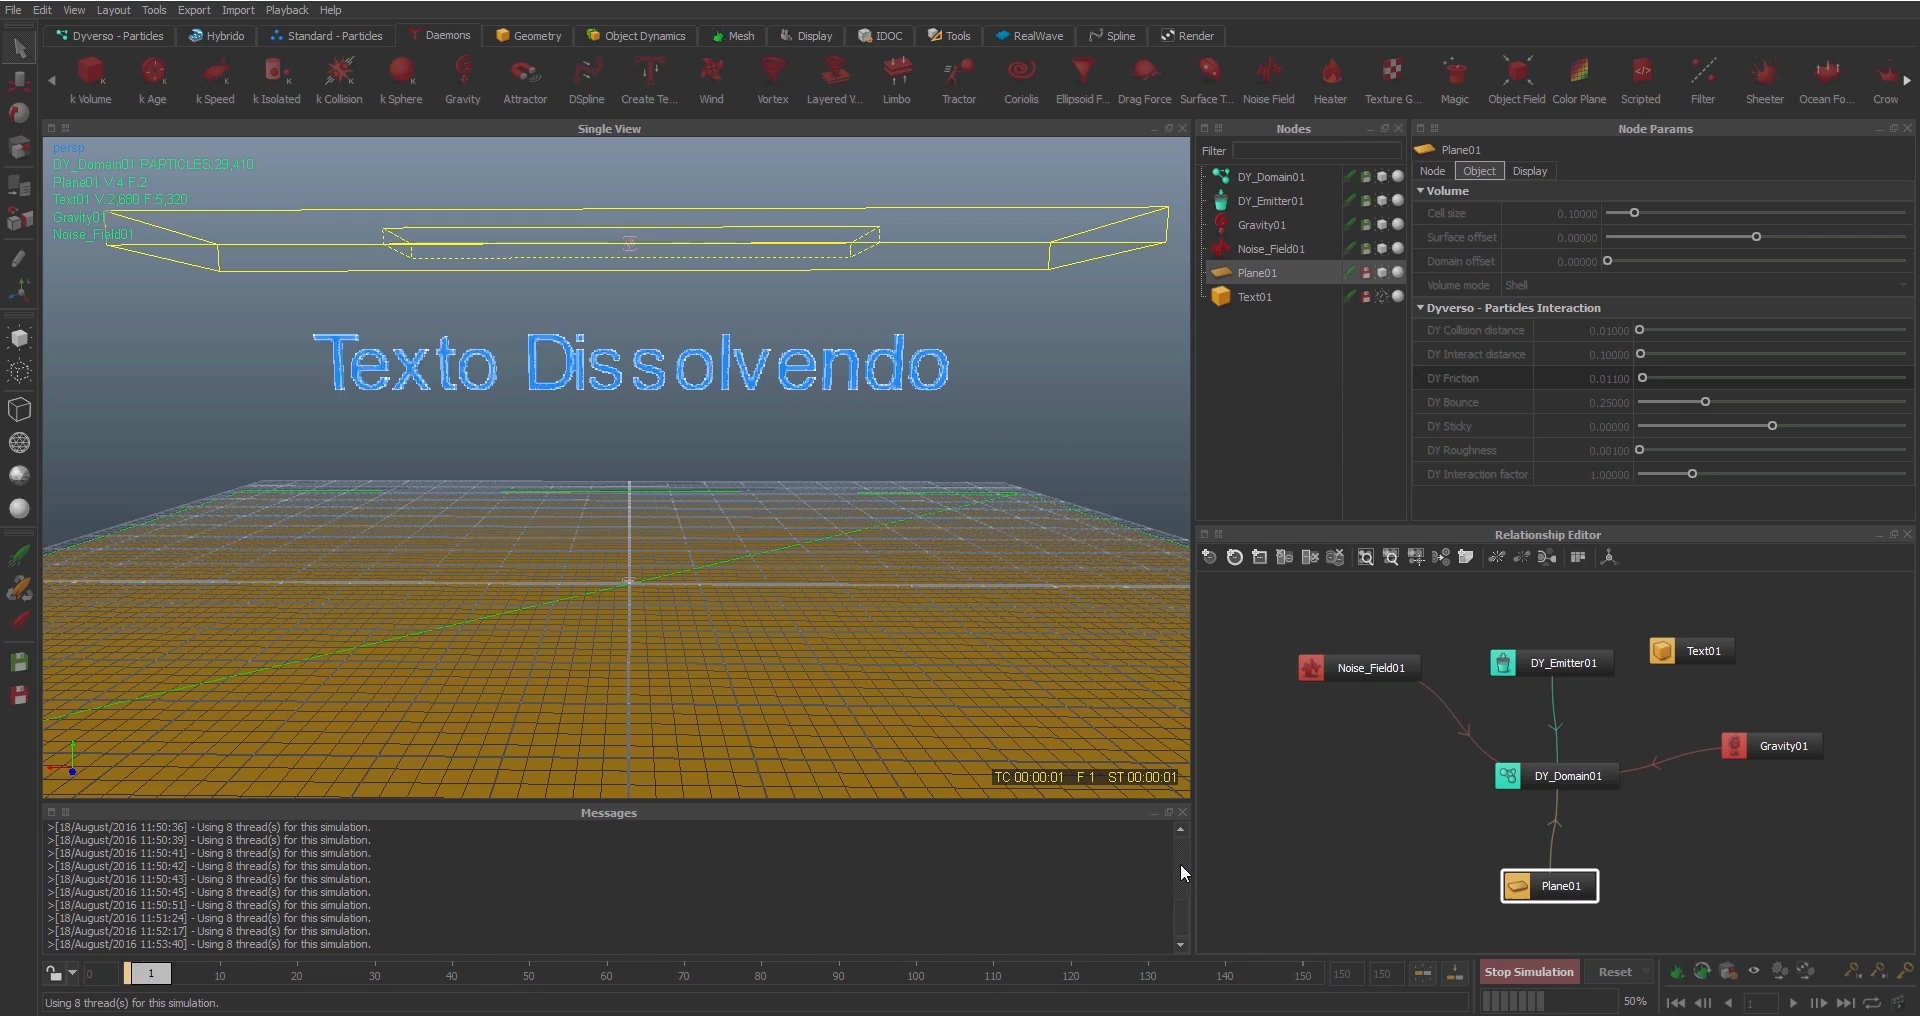 File Edit View Layout Tools Export Import Playback Help
Dyverso - Particles Hybrido Standard - Particles Daemons Geometry Object Dynamics Mesh Display IDOC Tools RealWave Spline Render
k Volume k Age k Speed k Isolated k Collision k Sphere Gravity Attractor DSpline Create Te... Wind Vortex Layered V... Limbo Tractor Coriolis Ellipsoid F... Drag Force Surface T... Noise Field Heater Texture G... Magic Object Field Color Plane Scripted Filter Sheeter Ocean Fo... Crow
Single View
persp
DY_Domain01 PARTICLES:29,410
Plane01 V:4 F:2
Text01 V:2,680 F:5,320
Gravity01
Noise_Field01
Texto Dissolvendo
TC 00:00:01 F 1 ST 00:00:01
Nodes
Filter
DY_Domain01
DY_Emitter01
Gravity01
Noise_Field01
Plane01
Text01
Node Params
Plane01
Node Object Display
Volume
Cell size 0.10000
Surface offset 0.00000
Domain offset 0.00000
Volume mode Shell
Dyverso - Particles Interaction
DY Collision distance 0.01000
DY Interact distance 0.10000
DY Friction 0.01100
DY Bounce 0.25000
DY Sticky 0.00000
DY Roughness 0.00100
DY Interaction factor 1.00000
Relationship Editor
Noise_Field01
DY_Emitter01
Text01
Gravity01
DY_Domain01
Plane01
Messages
>[18/August/2016 11:50:36] - Using 8 thread(s) for this simulation.
>[18/August/2016 11:50:39] - Using 8 thread(s) for this simulation.
>[18/August/2016 11:50:41] - Using 8 thread(s) for this simulation.
>[18/August/2016 11:50:42] - Using 8 thread(s) for this simulation.
>[18/August/2016 11:50:43] - Using 8 thread(s) for this simulation.
>[18/August/2016 11:50:45] - Using 8 thread(s) for this simulation.
>[18/August/2016 11:50:51] - Using 8 thread(s) for this simulation.
>[18/August/2016 11:51:24] - Using 8 thread(s) for this simulation.
>[18/August/2016 11:52:17] - Using 8 thread(s) for this simulation.
>[18/August/2016 11:53:40] - Using 8 thread(s) for this simulation.
0 1 10 20 30 40 50 60 70 80 90 100 110 120 130 140 150 150 150
Stop Simulation Reset
Using 8 thread(s) for this simulation.
50% 1